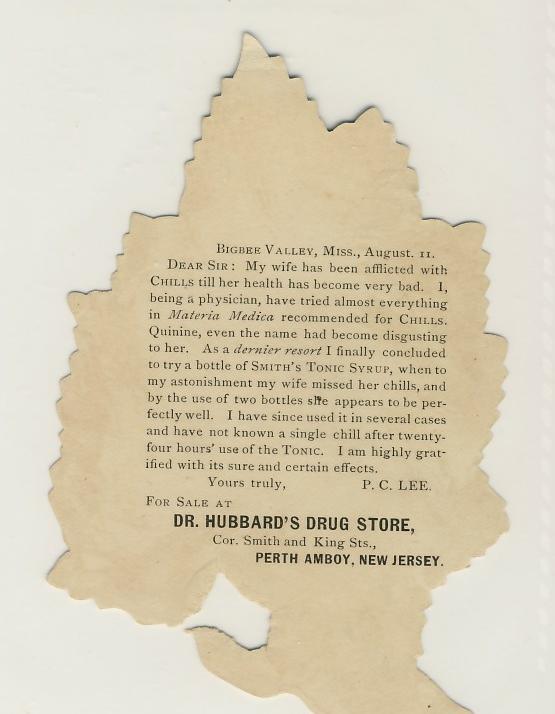 BIGBEE VALLEY, MISS., August. 11.
DEAR SIR: My wife has been afflicted with
CHILLS till her health has become very bad. I,
being a physician, have tried almost everything
in Materia Medica recommended for CHILLS.
Quinine, even the name had become disgusting
to her. As a dernier resort I finally concluded
to try a bottle of SMITH'S TONIC SYRUP, when to
my astonishment my wife missed her chills, and
by the use of two bottles she appears to be per-
fectly well. I have since used it in several cases
and have not known a single chill after twenty-
four hours' use of the TONIC. I am highly grat-
ified with its sure and certain effects.
Yours truly, P. C. LEE.
FOR SALE AT
DR. HUBBARD'S DRUG STORE,
Cor. Smith and King Sts.,
PERTH AMBOY, NEW JERSEY.